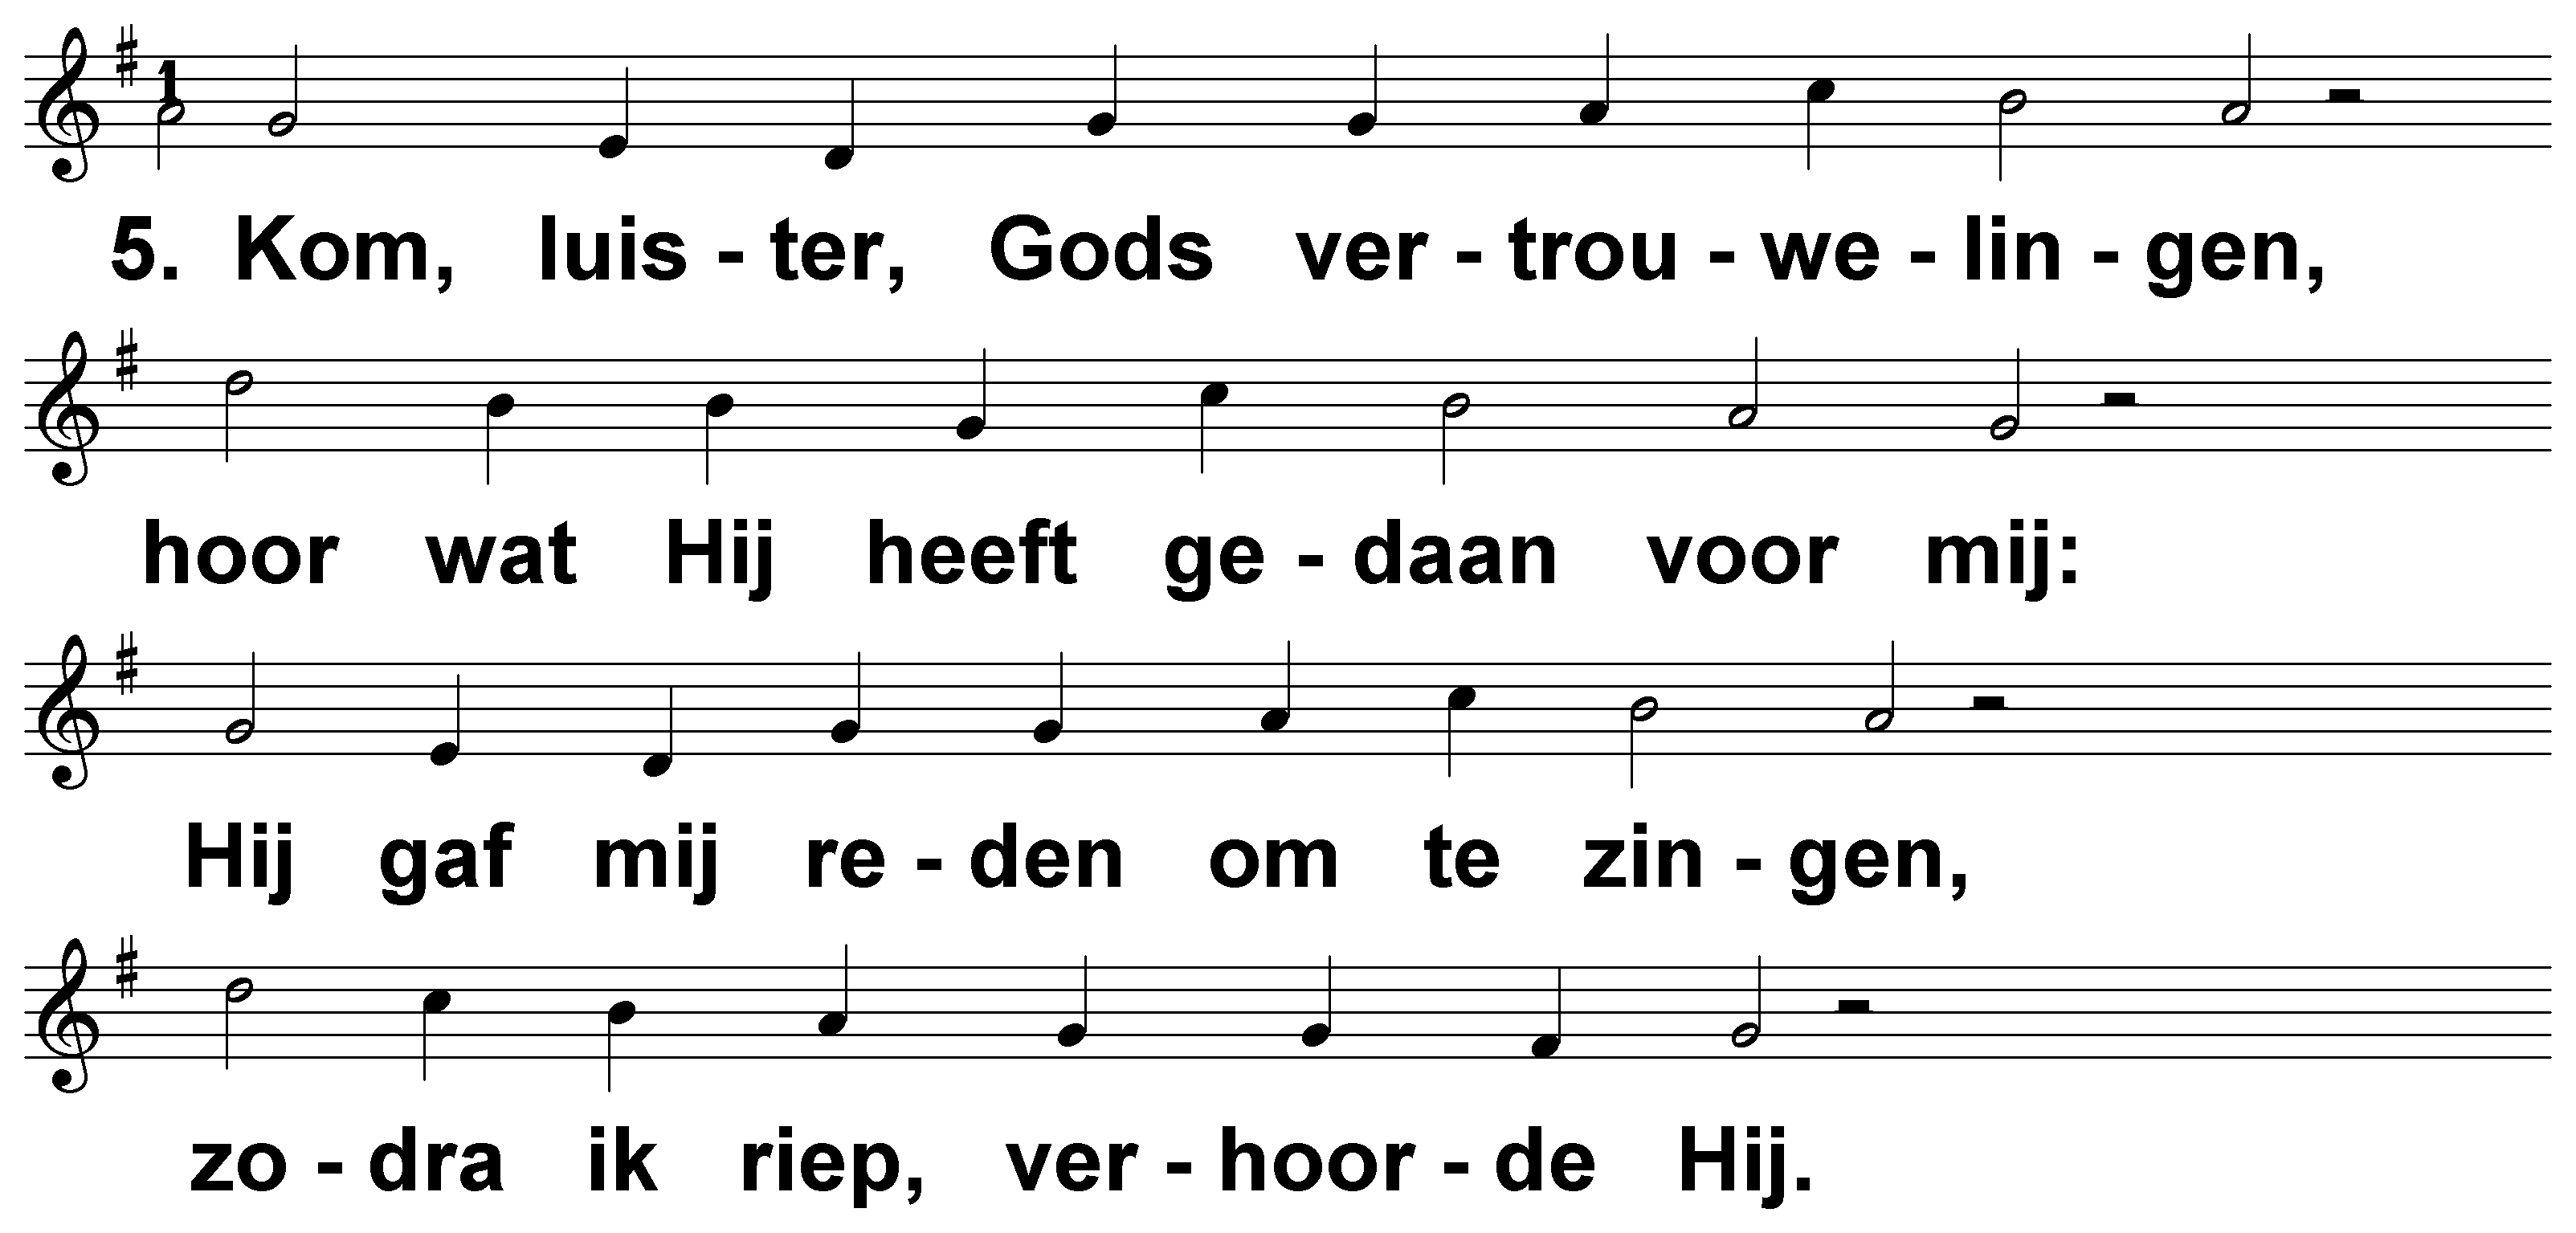 1
5. Kom, luis - ter, Gods ver - trou - we - lin - gen,
hoor wat Hij heeft ge - daan voor mij:
Hij gaf mij re - den om te zin - gen,
zo - dra ik riep, ver - hoor - de Hij.